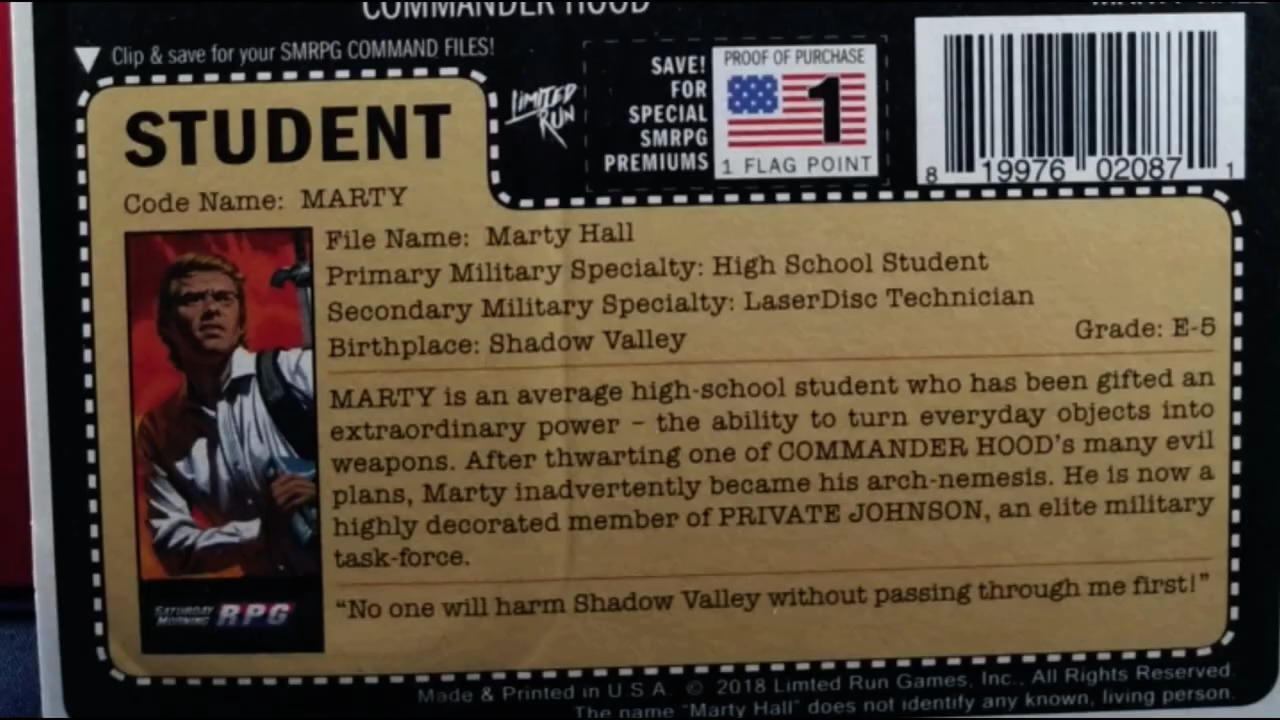 COMMANDER HOOD
Clip & save for your SMRPG COMMAND FILES!
STUDENT
Code Name: MARTY
LIMITED
RUN
SAVE!
FOR
SPECIAL
SMRPG
PREMIUMS
PROOF OF PURCHASE
1
1 FLAG POINT
8 19976 02087 1
File Name: Marty Hall
Primary Military Specialty: High School Student
Secondary Military Specialty: LaserDisc Technician
Birthplace: Shadow Valley
Grade: E-5
MARTY is an average high-school student who has been gifted an
extraordinary power – the ability to turn everyday objects into
weapons. After thwarting one of COMMANDER HOOD's many evil
plans, Marty inadvertently became his arch-nemesis. He is now a
highly decorated member of PRIVATE JOHNSON, an elite military
task-force.
"No one will harm Shadow Valley without passing through me first!"
SATURDAY
MORNING RPG
Made & Printed in U S A. © 2018 Limted Run Games, Inc., All Rights Reserved.
The name "Marty Hall" does not identify any known, living person.